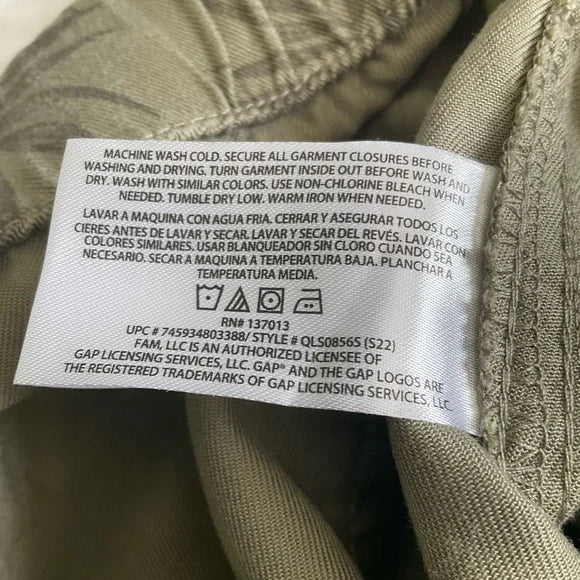 MACHINE WASH COLD. SECURE ALL GARMENT CLOSURES BEFORE
WASHING AND DRYING. TURN GARMENT INSIDE OUT BEFORE WASH AND
DRY. WASH WITH SIMILAR COLORS. USE NON-CHLORINE BLEACH WHEN
NEEDED. TUMBLE DRY LOW. WARM IRON WHEN NEEDED.
LAVAR A MAQUINA CON AGUA FRIA. CERRAR Y ASEGURAR TODOS LOS
CIERES ANTES DE LAVAR Y SECAR. LAVAR Y SECAR DEL REVÉS. LAVAR CON
COLORES SIMILARES. USAR BLANQUEADOR SIN CLORO CUANDO SEA
NECESARIO. SECAR A MAQUINA A TEMPERATURA BAJA. PLANCHAR A
TEMPERATURA MEDIA.
RN# 137013
UPC # 745934803388/ STYLE # QLS0856S (S22)
FAM, LLC IS AN AUTHORIZED LICENSEE OF
GAP LICENSING SERVICES, LLC. GAP® AND THE GAP LOGOS ARE
THE REGISTERED TRADEMARKS OF GAP LICENSING SERVICES, LLC.